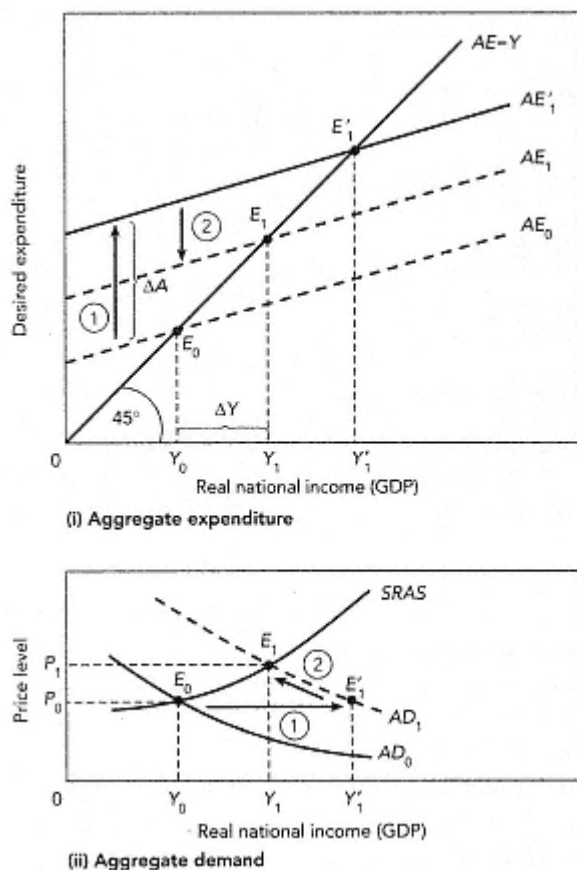 AE=Y
AE′₁
E′₁
AE₁
Desired expenditure
E₁
②
AE₀
ΔA
①
E₀
ΔY
45°
0
Y₀
Y₁
Y′₁
Real national income (GDP)
(i) Aggregate expenditure
SRAS
E₁
P₁
②
E₀
E′₁
Price level
P₀
①
AD₁
AD₀
0
Y₀
Y₁
Y′₁
Real national income (GDP)
(ii) Aggregate demand